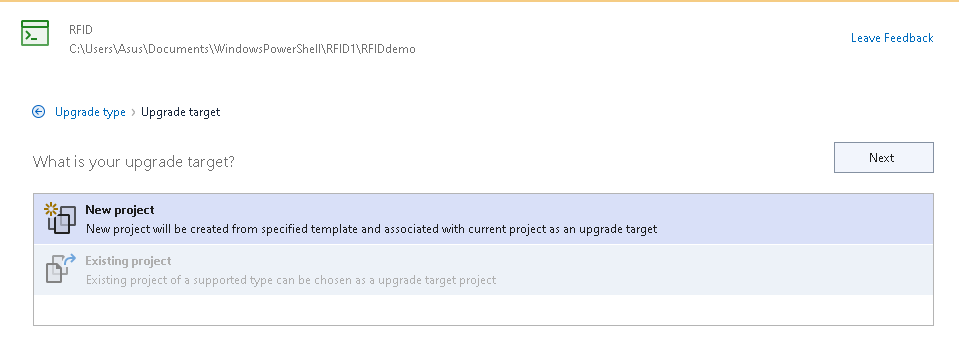 RFID
C:\Users\Asus\Documents\WindowsPowerShell\RFID1\RFIDdemo
Leave Feedback
Upgrade type › Upgrade target
What is your upgrade target?
Next
New project
New project will be created from specified template and associated with current project as an upgrade target
Existing project
Existing project of a supported type can be chosen as a upgrade target project